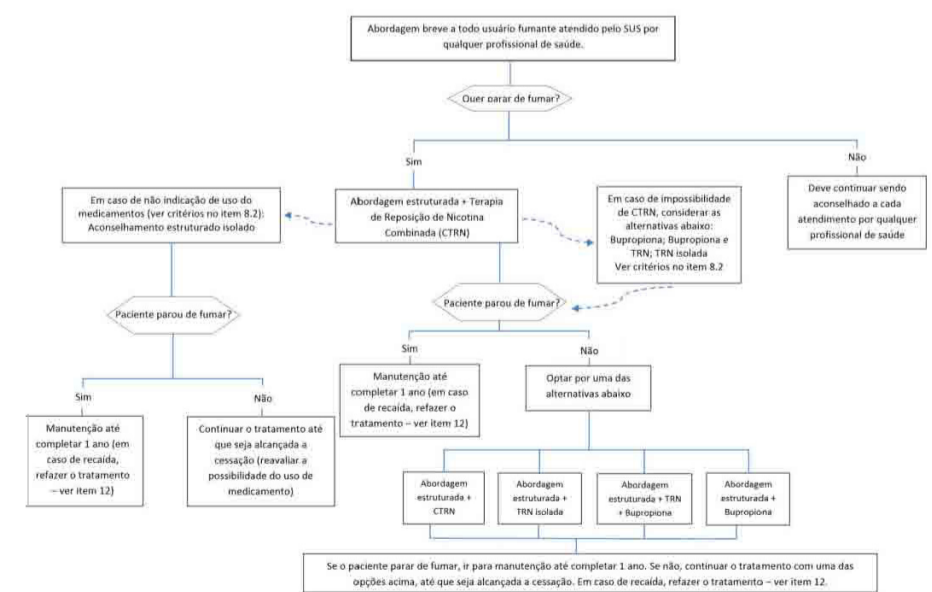 Abordagem breve a todo usuário fumante atendido pelo SUS por
qualquer profissional de saúde.
Quer parar de fumar?
Sim
Não
Em caso de não indicação de uso do
medicamentos (ver critérios no item 8.2):
Aconselhamento estruturado isolado
Abordagem estruturada + Terapia
de Reposição de Nicotina
Combinada (CTRN)
Em caso de impossibilidade
de CTRN, considerar as
alternativas abaixo:
Bupropiona; Bupropiona e
TRN; TRN isolada
Ver critérios no item 8.2
Deve continuar sendo
aconselhado a cada
atendimento por qualquer
profissional de saúde
Paciente parou de fumar?
Paciente parou de fumar?
Sim
Não
Manutenção até
completar 1 ano (em caso
de recaída, refazer o
tratamento – ver item 12)
Optar por uma das
alternativas abaixo
Sim
Não
Manutenção até
completar 1 ano (em
caso de recaída,
refazer o tratamento
– ver item 12)
Continuar o tratamento até
que seja alcançada a
cessação (reavaliar a
possibilidade do uso de
medicamento)
Abordagem
estruturada +
CTRN
Abordagem
estruturada +
TRN isolada
Abordagem
estruturada + TRN
+ Bupropiona
Abordagem
estruturada +
Bupropiona
Se o paciente parar de fumar, ir para manutenção até completar 1 ano. Se não, continuar o tratamento com uma das
opções acima, até que seja alcançada a cessação. Em caso de recaída, refazer o tratamento – ver item 12.